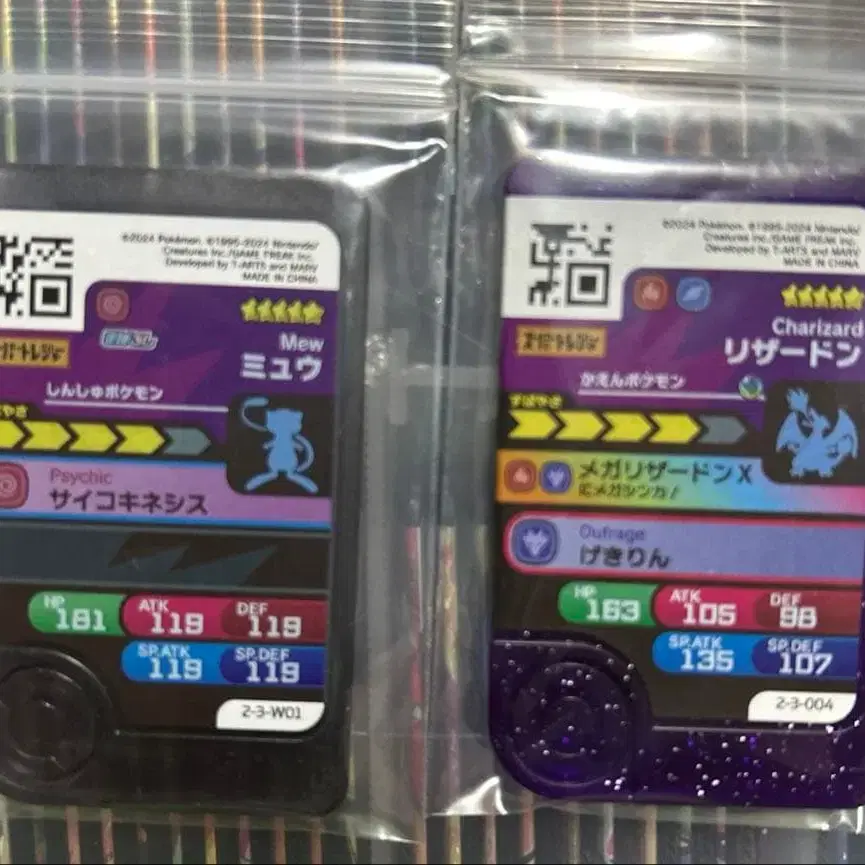 ©2024 Pokémon. ©1995-2024 Nintendo/
Creatures Inc./GAME FREAK inc.
Developed by T-ARTS and MARV
MADE IN CHINA
Mew
ミュウ
しんしゅポケモン
Psychic
サイコキネシス
HP
181
ATK
119
DEF
119
SP.ATK
119
SP.DEF
119
2-3-W01
©2024 Pokémon. ©1995-2024 Nintendo/
Creatures Inc./GAME FREAK inc.
Developed by T-ARTS and MARV
MADE IN CHINA
Charizard
リザードン
かえんポケモン
すばやさ
メガリザードンX
にメガシンカ!
Outrage
げきりん
HP
163
ATK
105
DEF
98
SP.ATK
135
SP.DEF
107
2-3-004